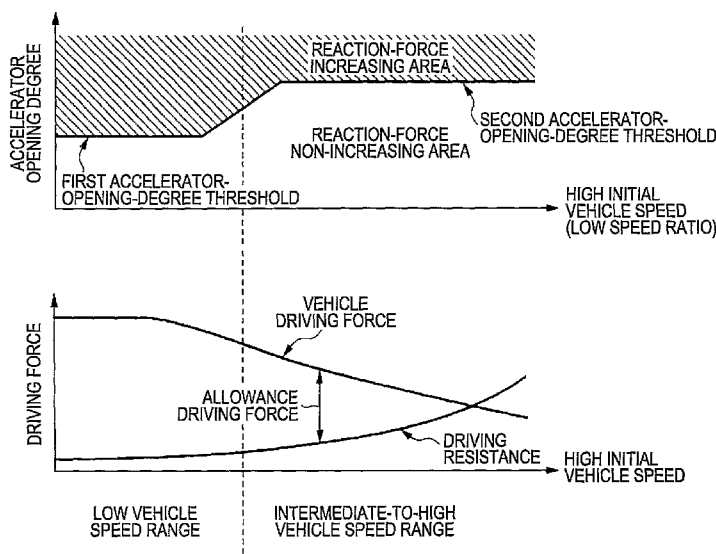 ACCELERATOR
OPENING DEGREE
REACTION-FORCE
INCREASING AREA
SECOND ACCELERATOR-
OPENING-DEGREE THRESHOLD
REACTION-FORCE
NON-INCREASING AREA
FIRST ACCELERATOR-
OPENING-DEGREE THRESHOLD
HIGH INITIAL
VEHICLE SPEED
(LOW SPEED RATIO)
DRIVING FORCE
VEHICLE
DRIVING FORCE
ALLOWANCE
DRIVING FORCE
DRIVING
RESISTANCE
HIGH INITIAL
VEHICLE SPEED
LOW VEHICLE
SPEED RANGE
INTERMEDIATE-TO-HIGH
VEHICLE SPEED RANGE